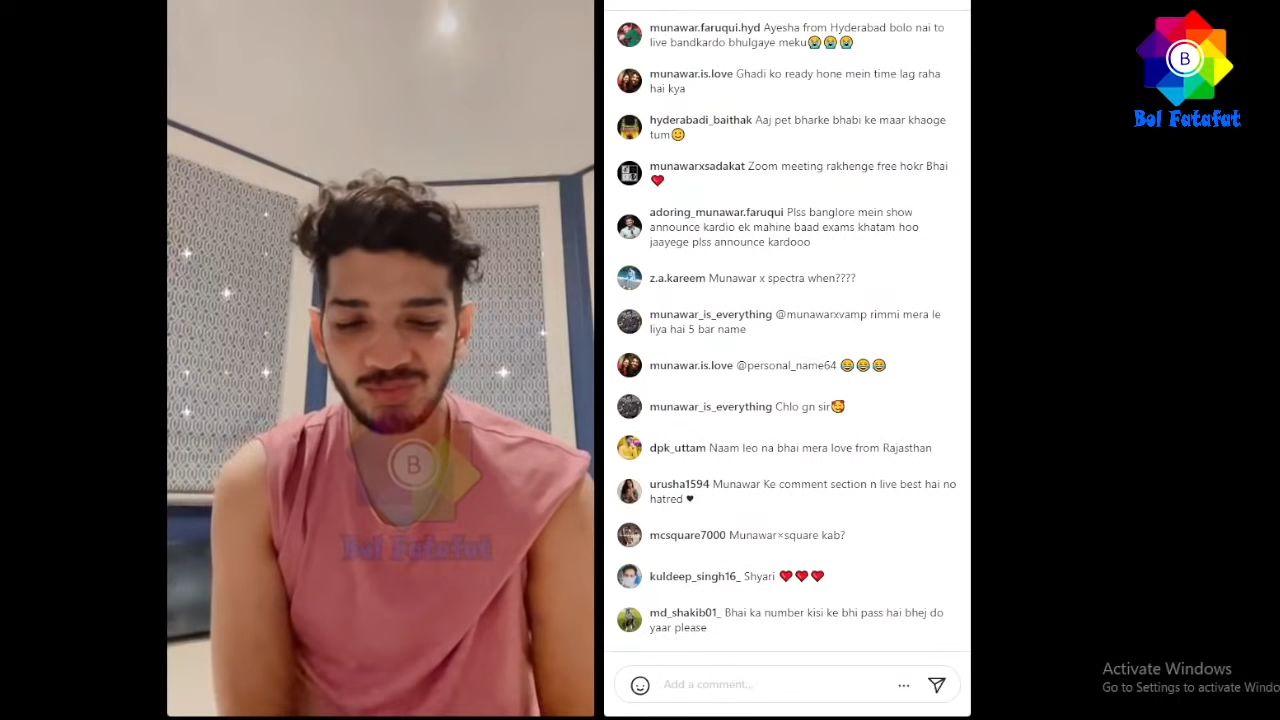 munawar.faruqui.hyd Ayesha from Hyderabad bolo nai to
live bandkardo bhulgaye meku😭😭😭
munawar.is.love Ghadi ko ready hone mein time lag raha
hai kya
hyderabadi_baithak Aaj pet bharke bhabi ke maar khaoge
tum🙂
munawarxsadakat Zoom meeting rakhenge free hokr Bhai
❤️
adoring_munawar.faruqui Plss banglore mein show
announce kardio ek mahine baad exams khatam hoo
jaayege plss announce kardooo
z.a.kareem Munawar x spectra when????
munawar_is_everything @munawarxvamp rimmi mera le
liya hai 5 bar name
munawar.is.love @personal_name64 😂😂😂
munawar_is_everything Chlo gn sir🥰
dpk_uttam Naam leo na bhai mera love from Rajasthan
urusha1594 Munawar Ke comment section n live best hai no
hatred ♥
mcsquare7000 Munawar×square kab?
kuldeep_singh16_ Shyari ❤️❤️❤️
md_shakib01_ Bhai ka number kisi ke bhi pass hai bhej do
yaar please
Add a comment...
B
Bol Fatafat
B
Bol Fatafat
Activate Windows
Go to Settings to activate Windo